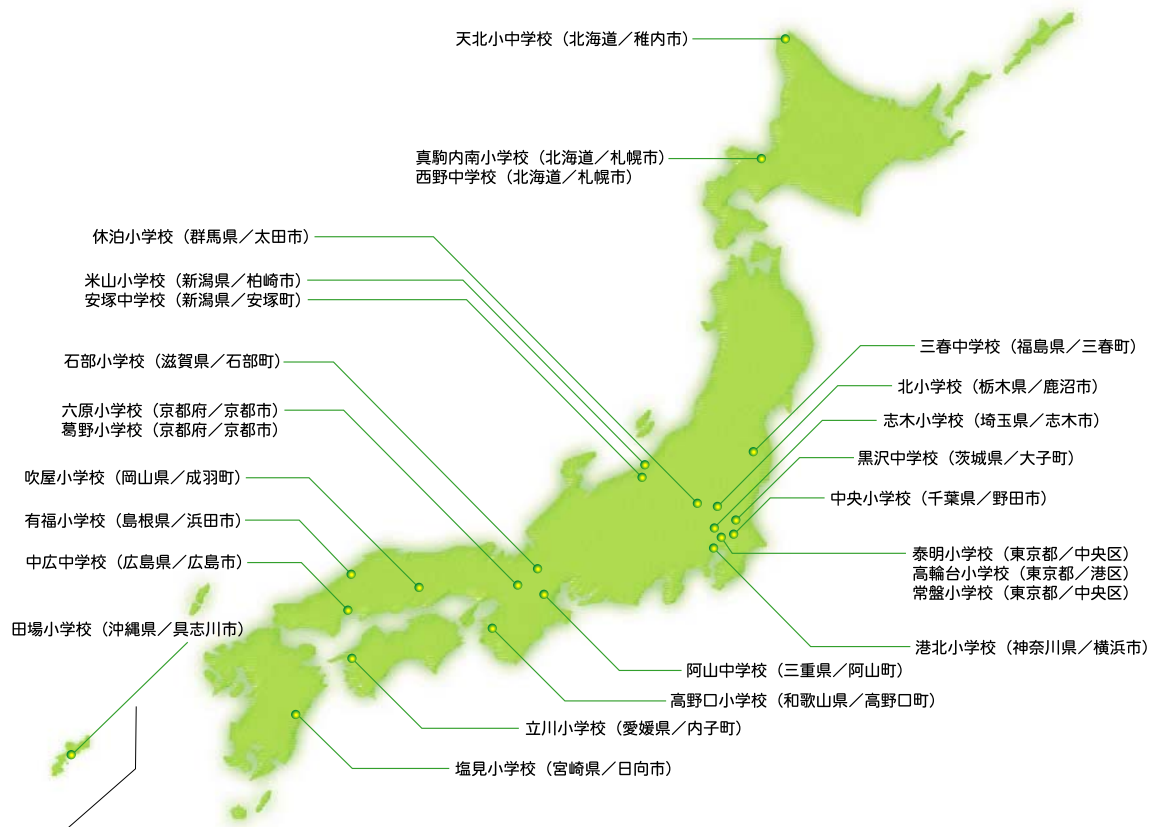 天北小中学校（北海道／稚内市）
真駒内南小学校（北海道／札幌市）
西野中学校（北海道／札幌市）
休泊小学校（群馬県／太田市）
米山小学校（新潟県／柏崎市）
安塚中学校（新潟県／安塚町）
石部小学校（滋賀県／石部町）
六原小学校（京都府／京都市）
葛野小学校（京都府／京都市）
吹屋小学校（岡山県／成羽町）
有福小学校（島根県／浜田市）
中広中学校（広島県／広島市）
田場小学校（沖縄県／具志川市）
三春中学校（福島県／三春町）
北小学校（栃木県／鹿沼市）
志木小学校（埼玉県／志木市）
黒沢中学校（茨城県／大子町）
中央小学校（千葉県／野田市）
泰明小学校（東京都／中央区）
高輪台小学校（東京都／港区）
常盤小学校（東京都／中央区）
港北小学校（神奈川県／横浜市）
阿山中学校（三重県／阿山町）
高野口小学校（和歌山県／高野口町）
立川小学校（愛媛県／内子町）
塩見小学校（宮崎県／日向市）